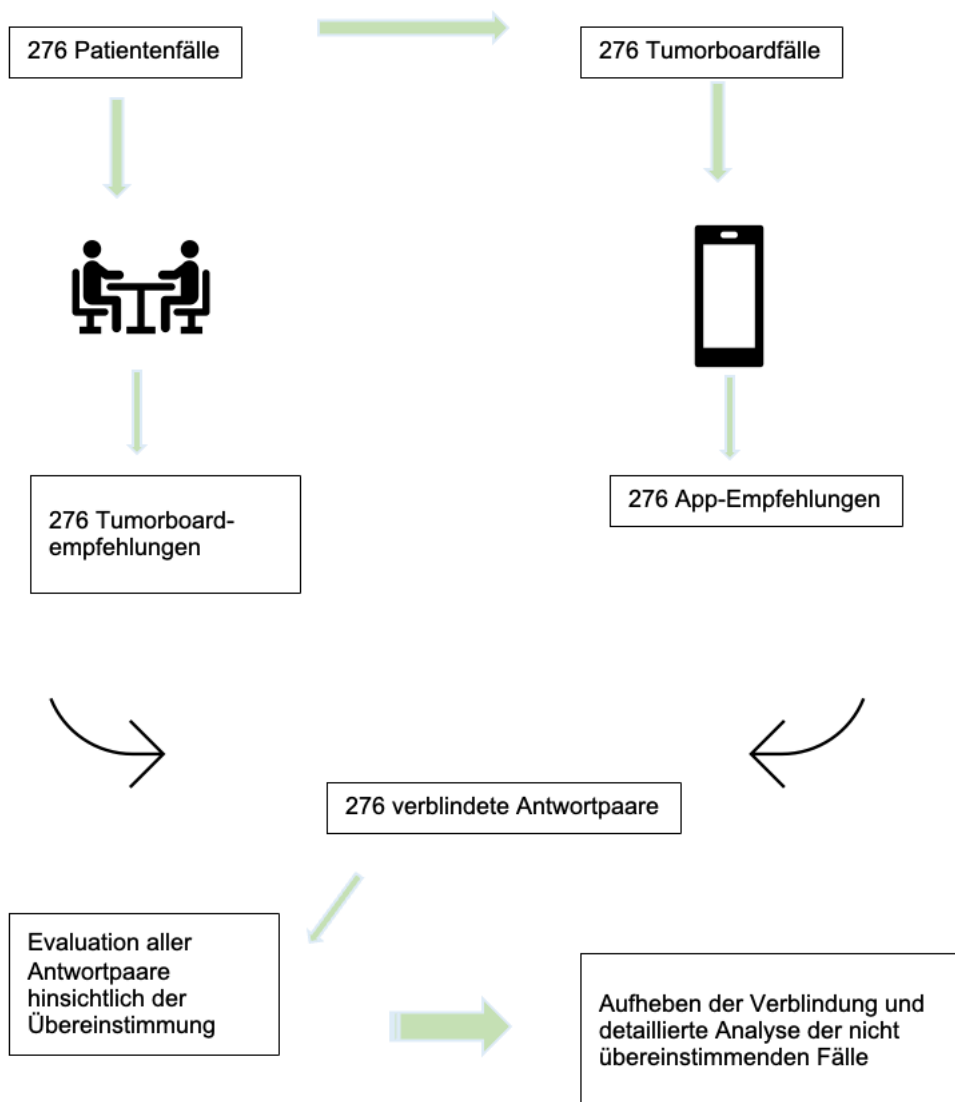 276 Patientenfälle
276 Tumorboardfälle
276 Tumorboard-
empfehlungen
276 App-Empfehlungen
276 verblindete Antwortpaare
Evaluation aller
Antwortpaare
hinsichtlich der
Übereinstimmung
Aufheben der Verblindung und
detaillierte Analyse der nicht
übereinstimmenden Fälle